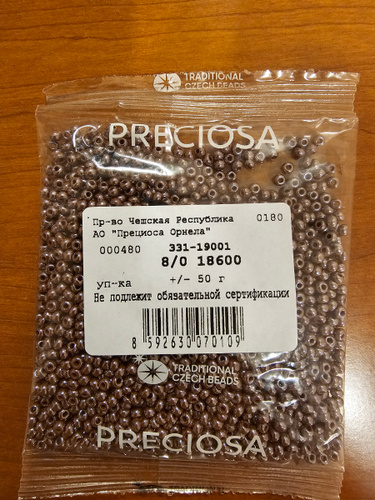 TRADITIONAL
CZECH BEADS
PRECIOSA
Пр-во Чешская Республика 0180
АО "Прециоса Орнела"
000480 331-19001
8/0 18600
уп-ка +/- 50 г
Не подлежит обязательной сертификации
8 592630 070109
TRADITIONAL
CZECH BEADS
PRECIOSA